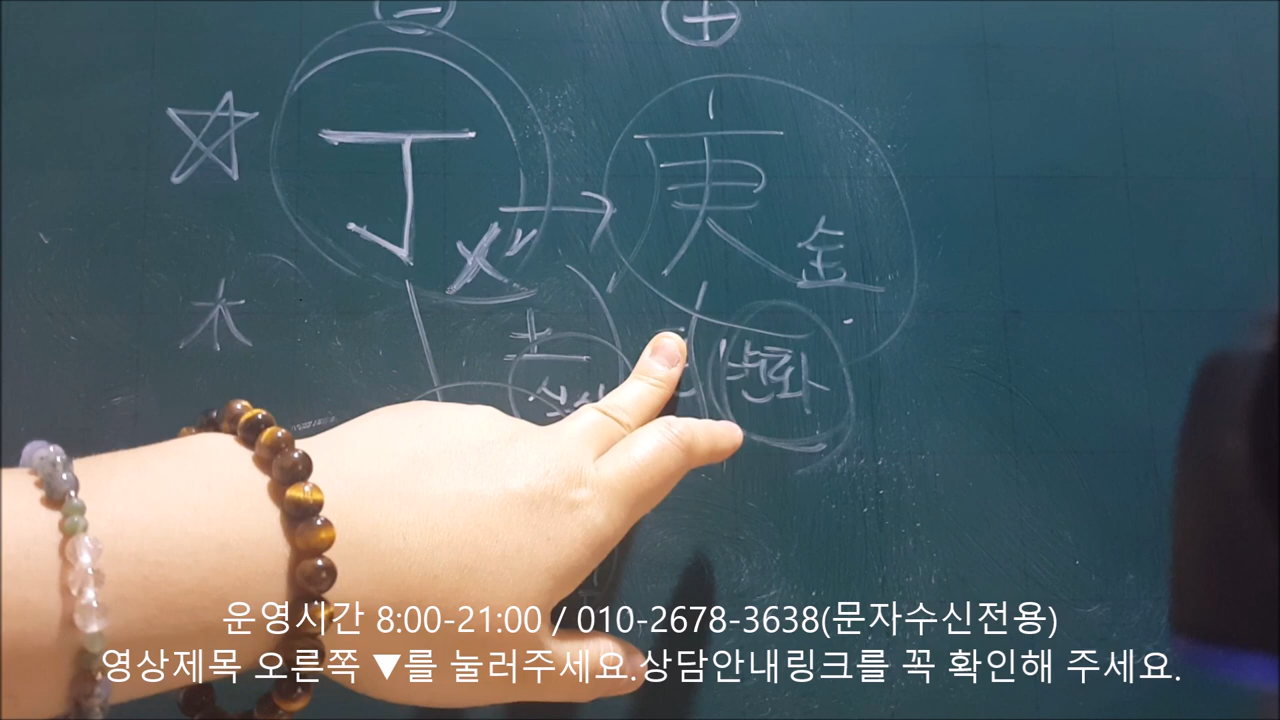 丁 庚
金
木
土
변화
운영시간 8:00-21:00 / 010-2678-3638(문자수신전용)
영상제목 오른쪽 ▼를 눌러주세요.상담안내링크를 꼭 확인해 주세요.